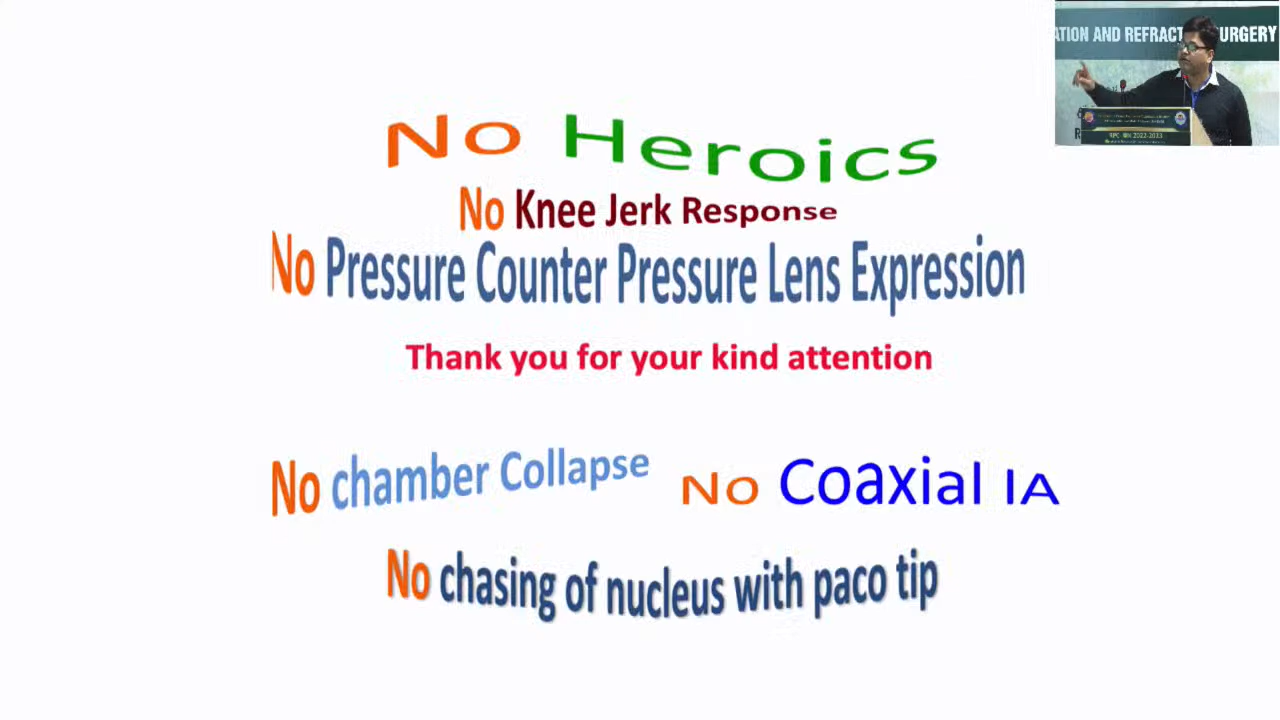 ATION AND REFRACT URGERY
No Heroics
No Knee Jerk Response
No Pressure Counter Pressure Lens Expression
Thank you for your kind attention
No chamber Collapse
No Coaxial IA
No chasing of nucleus with paco tip